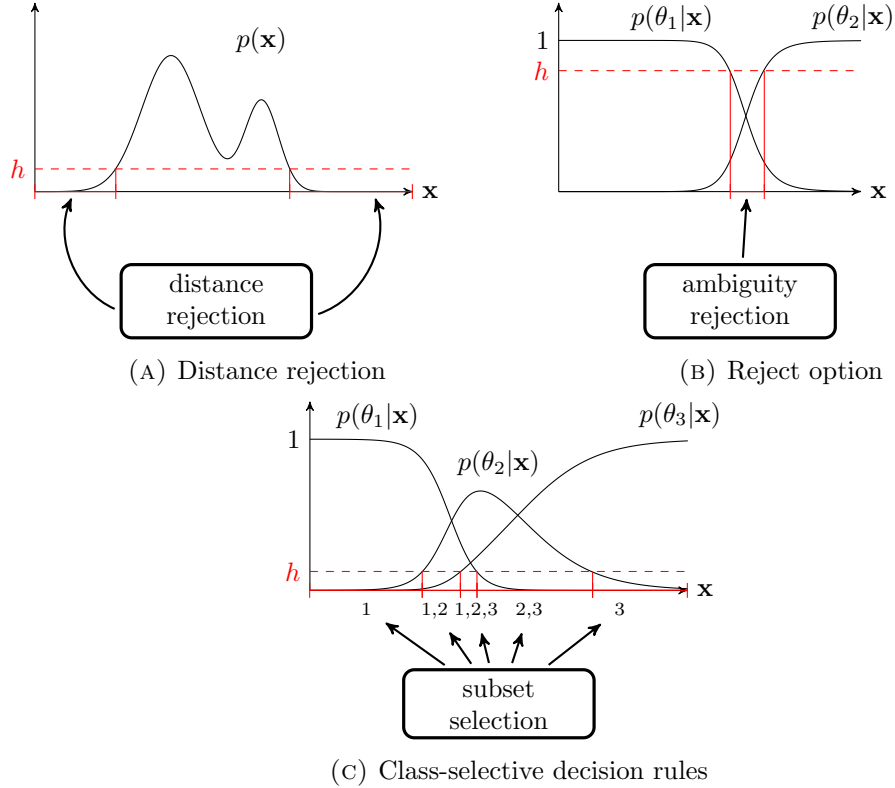 p(x)
h
x
distance
rejection
(A) Distance rejection
p(θ₁|x)
p(θ₂|x)
1
h
x
ambiguity
rejection
(B) Reject option
p(θ₁|x)
p(θ₃|x)
1
p(θ₂|x)
h
x
1
1,2
1,2,3
2,3
3
subset
selection
(C) Class-selective decision rules